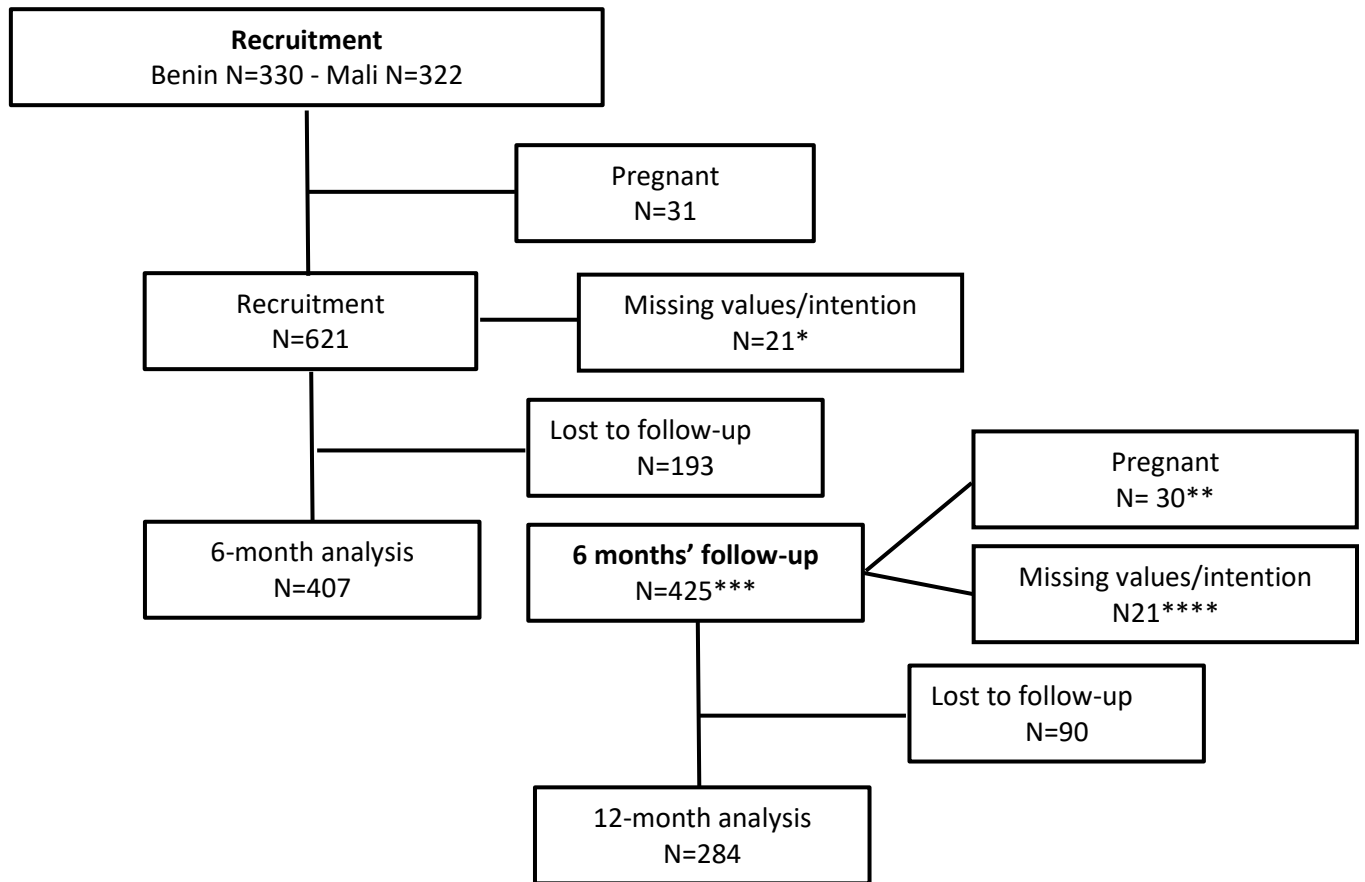 Recruitment
Benin N=330 - Mali N=322
Pregnant
N=31
Recruitment
N=621
Missing values/intention
N=21*
Lost to follow-up
N=193
6-month analysis
N=407
6 months’ follow-up
N=425***
Pregnant
N= 30**
Missing values/intention
N21****
Lost to follow-up
N=90
12-month analysis
N=284